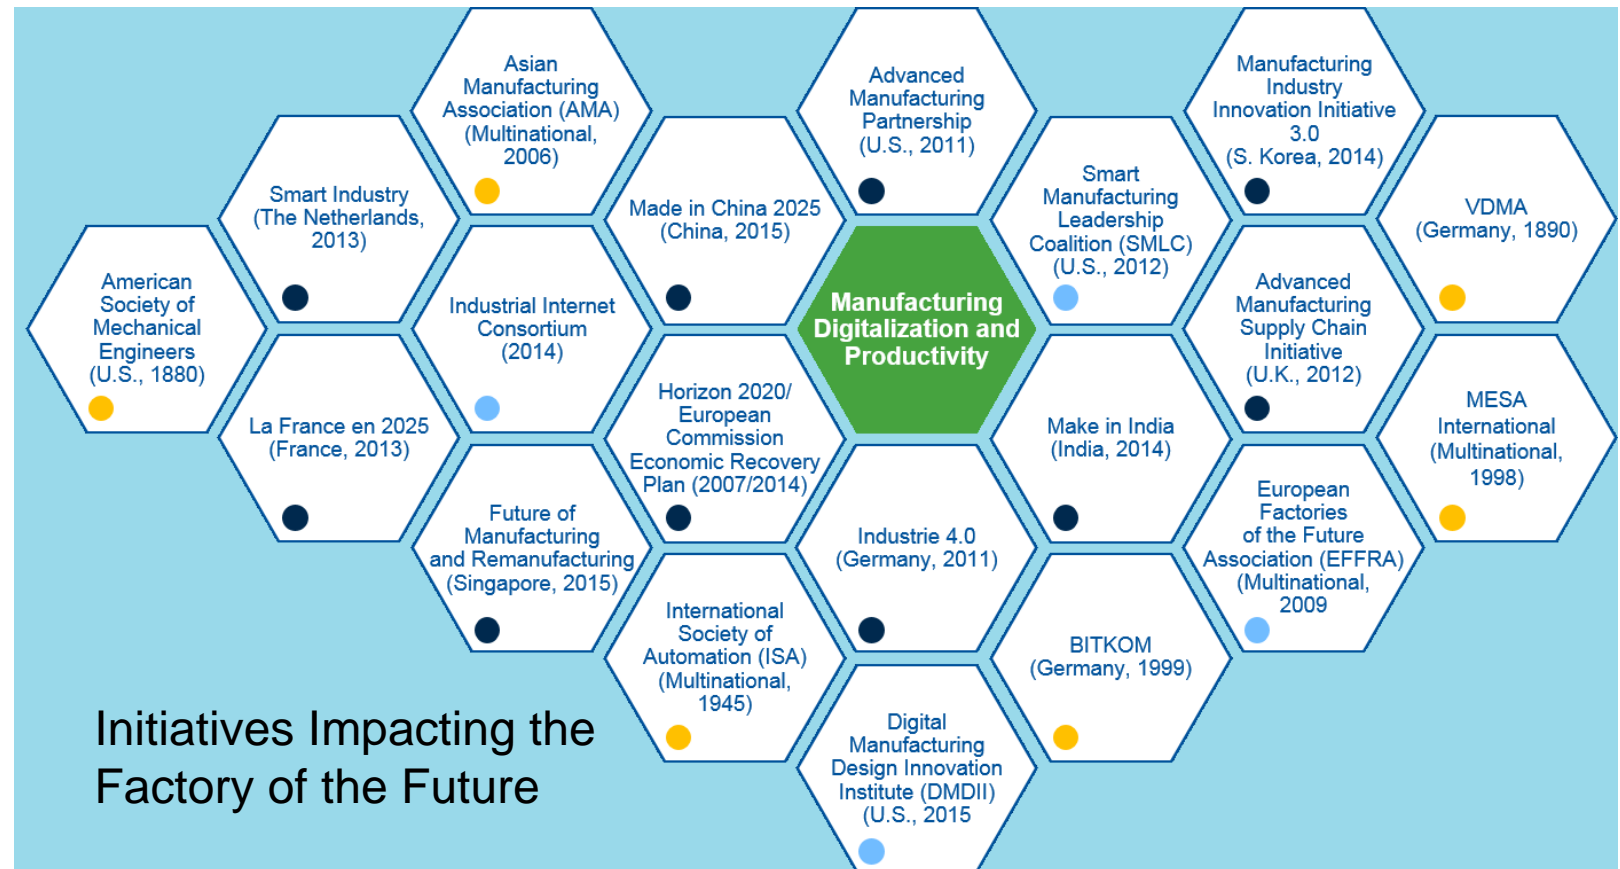 Asian
Manufacturing
Association (AMA)
(Multinational,
2006)
Advanced
Manufacturing
Partnership
(U.S., 2011)
Manufacturing
Industry
Innovation Initiative
3.0
(S. Korea, 2014)
Smart Industry
(The Netherlands,
2013)
Made in China 2025
(China, 2015)
Smart
Manufacturing
Leadership
Coalition (SMLC)
(U.S., 2012)
VDMA
(Germany, 1890)
American
Society of
Mechanical
Engineers
(U.S., 1880)
Industrial Internet
Consortium
(2014)
Manufacturing
Digitalization and
Productivity
Advanced
Manufacturing
Supply Chain
Initiative
(U.K., 2012)
La France en 2025
(France, 2013)
Horizon 2020/
European
Commission
Economic Recovery
Plan (2007/2014)
Make in India
(India, 2014)
MESA
International
(Multinational,
1998)
Future of
Manufacturing
and Remanufacturing
(Singapore, 2015)
Industrie 4.0
(Germany, 2011)
European
Factories
of the Future
Association (EFFRA)
(Multinational,
2009
International
Society of
Automation (ISA)
(Multinational,
1945)
BITKOM
(Germany, 1999)
Digital
Manufacturing
Design Innovation
Institute (DMDII)
(U.S., 2015
Initiatives Impacting the
Factory of the Future